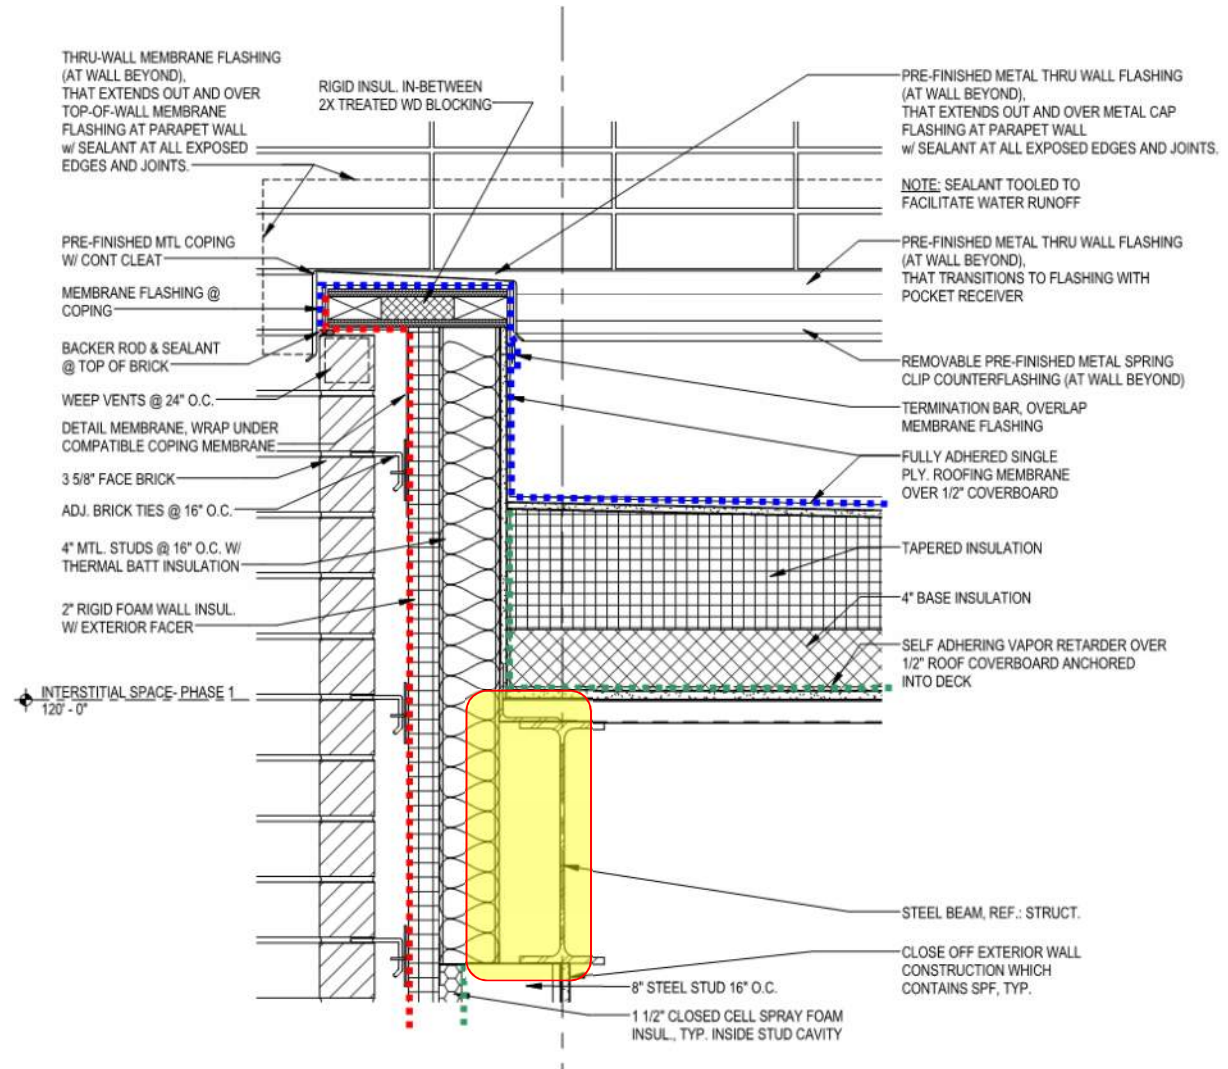 THRU-WALL MEMBRANE FLASHING
(AT WALL BEYOND),
THAT EXTENDS OUT AND OVER
TOP-OF-WALL MEMBRANE
FLASHING AT PARAPET WALL
w/ SEALANT AT ALL EXPOSED
EDGES AND JOINTS.
RIGID INSUL. IN-BETWEEN
2X TREATED WD BLOCKING
PRE-FINISHED MTL COPING
W/ CONT CLEAT
MEMBRANE FLASHING @
COPING
BACKER ROD & SEALANT
@ TOP OF BRICK
WEEP VENTS @ 24" O.C.
DETAIL MEMBRANE, WRAP UNDER
COMPATIBLE COPING MEMBRANE
3 5/8" FACE BRICK
ADJ. BRICK TIES @ 16" O.C.
4" MTL. STUDS @ 16" O.C. W/
THERMAL BATT INSULATION
2" RIGID FOAM WALL INSUL.
W/ EXTERIOR FACER
INTERSTITIAL SPACE- PHASE 1
120' - 0"
PRE-FINISHED METAL THRU WALL FLASHING
(AT WALL BEYOND),
THAT EXTENDS OUT AND OVER METAL CAP
FLASHING AT PARAPET WALL
w/ SEALANT AT ALL EXPOSED EDGES AND JOINTS.
NOTE: SEALANT TOOLED TO
FACILITATE WATER RUNOFF
PRE-FINISHED METAL THRU WALL FLASHING
(AT WALL BEYOND),
THAT TRANSITIONS TO FLASHING WITH
POCKET RECEIVER
REMOVABLE PRE-FINISHED METAL SPRING
CLIP COUNTERFLASHING (AT WALL BEYOND)
TERMINATION BAR, OVERLAP
MEMBRANE FLASHING
FULLY ADHERED SINGLE
PLY. ROOFING MEMBRANE
OVER 1/2" COVERBOARD
TAPERED INSULATION
4" BASE INSULATION
SELF ADHERING VAPOR RETARDER OVER
1/2" ROOF COVERBOARD ANCHORED
INTO DECK
STEEL BEAM, REF.: STRUCT.
CLOSE OFF EXTERIOR WALL
CONSTRUCTION WHICH
CONTAINS SPF, TYP.
8" STEEL STUD 16" O.C.
1 1/2" CLOSED CELL SPRAY FOAM
INSUL., TYP. INSIDE STUD CAVITY